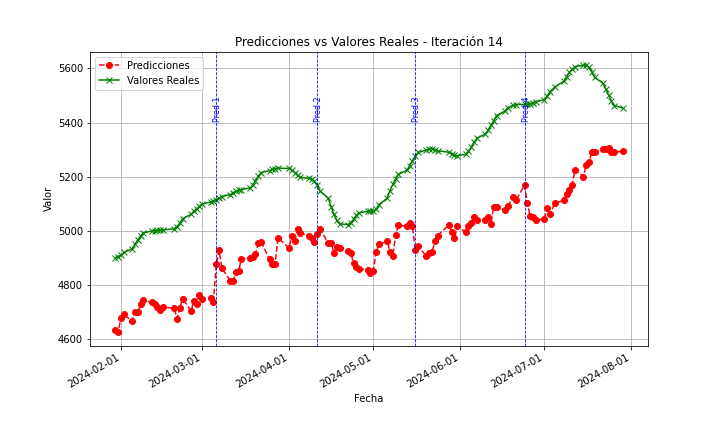 Predicciones vs Valores Reales - Iteración 14
Predicciones
Valores Reales
Pred 1
Pred 2
Pred 3
Pred 4
Valor
5600
5400
5200
5000
4800
4600
2024-02-01
2024-03-01
2024-04-01
2024-05-01
2024-06-01
2024-07-01
2024-08-01
Fecha